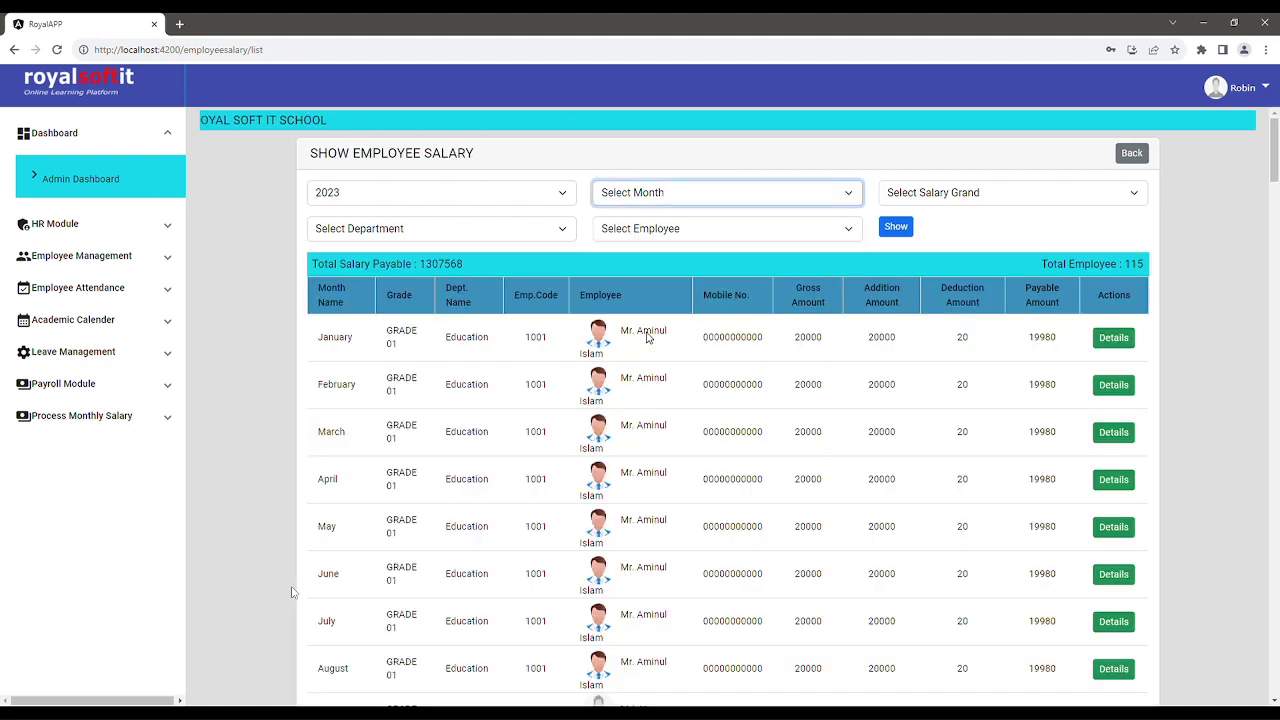 RoyalAPP
http://localhost:4200/employeesalary/list
royalsoftit
Online Learning Platform
Robin
Dashboard
Admin Dashboard
HR Module
Employee Management
Employee Attendance
Academic Calender
Leave Management
Payroll Module
Process Monthly Salary
OYAL SOFT IT SCHOOL
SHOW EMPLOYEE SALARY
Back
2023
Select Month
Select Salary Grand
Select Department
Select Employee
Show
Total Salary Payable : 1307568 Total Employee : 115
Month Name Grade Dept. Name Emp.Code Employee Mobile No. Gross Amount Addition Amount Deduction Amount Payable Amount Actions
January GRADE 01 Education 1001 Mr. Aminul Islam 00000000000 20000 20000 20 19980 Details
February GRADE 01 Education 1001 Mr. Aminul Islam 00000000000 20000 20000 20 19980 Details
March GRADE 01 Education 1001 Mr. Aminul Islam 00000000000 20000 20000 20 19980 Details
April GRADE 01 Education 1001 Mr. Aminul Islam 00000000000 20000 20000 20 19980 Details
May GRADE 01 Education 1001 Mr. Aminul Islam 00000000000 20000 20000 20 19980 Details
June GRADE 01 Education 1001 Mr. Aminul Islam 00000000000 20000 20000 20 19980 Details
July GRADE 01 Education 1001 Mr. Aminul Islam 00000000000 20000 20000 20 19980 Details
August GRADE 01 Education 1001 Mr. Aminul Islam 00000000000 20000 20000 20 19980 Details